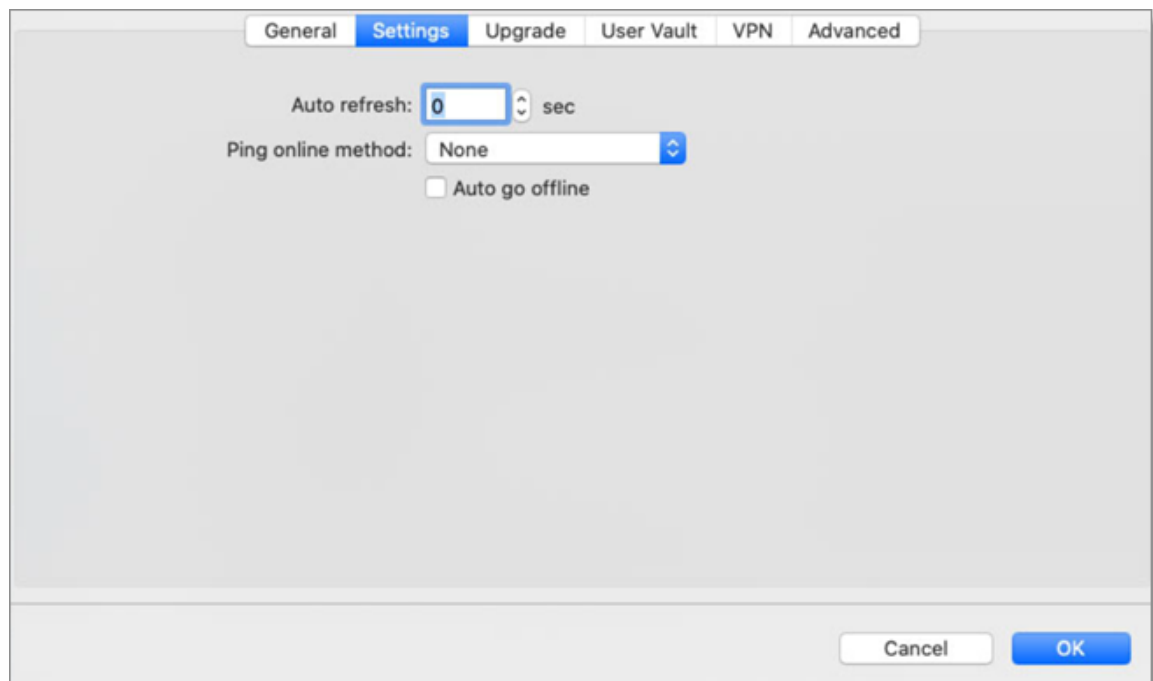 General Settings Upgrade User Vault VPN Advanced
Auto refresh: 0 sec
Ping online method: None
Auto go offline
Cancel OK